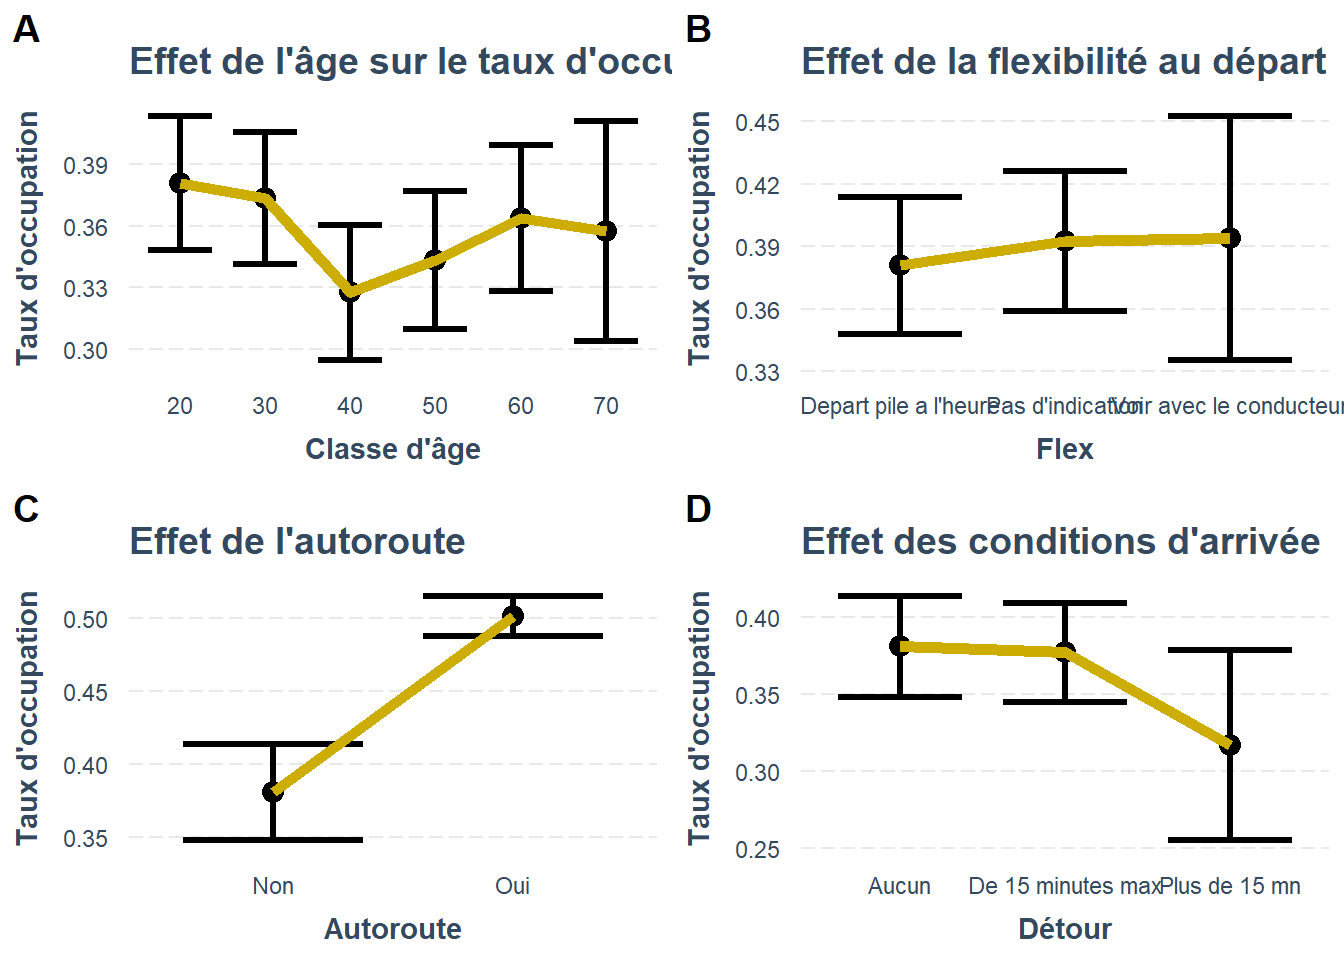 A
Effet de l'âge sur le taux d'occu
Taux d'occupation
0.39
0.36
0.33
0.30
20 30 40 50 60 70
Classe d'âge
B
Effet de la flexibilité au départ
Taux d'occupation
0.45
0.42
0.39
0.36
0.33
Depart pile a l'heure Pas d'indication Voir avec le conducteur
Flex
C
Effet de l'autoroute
Taux d'occupation
0.50
0.45
0.40
0.35
Non Oui
Autoroute
D
Effet des conditions d'arrivée
Taux d'occupation
0.40
0.35
0.30
0.25
Aucun De 15 minutes max Plus de 15 mn
Détour